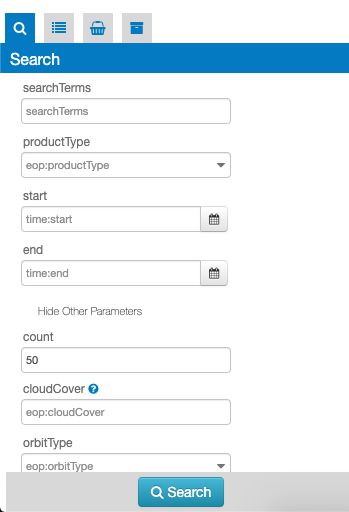 Search
searchTerms
searchTerms
productType
eop:productType
start
time:start
end
time:end
Hide Other Parameters
count
50
cloudCover
eop:cloudCover
orbitType
eop:orbitType
Search